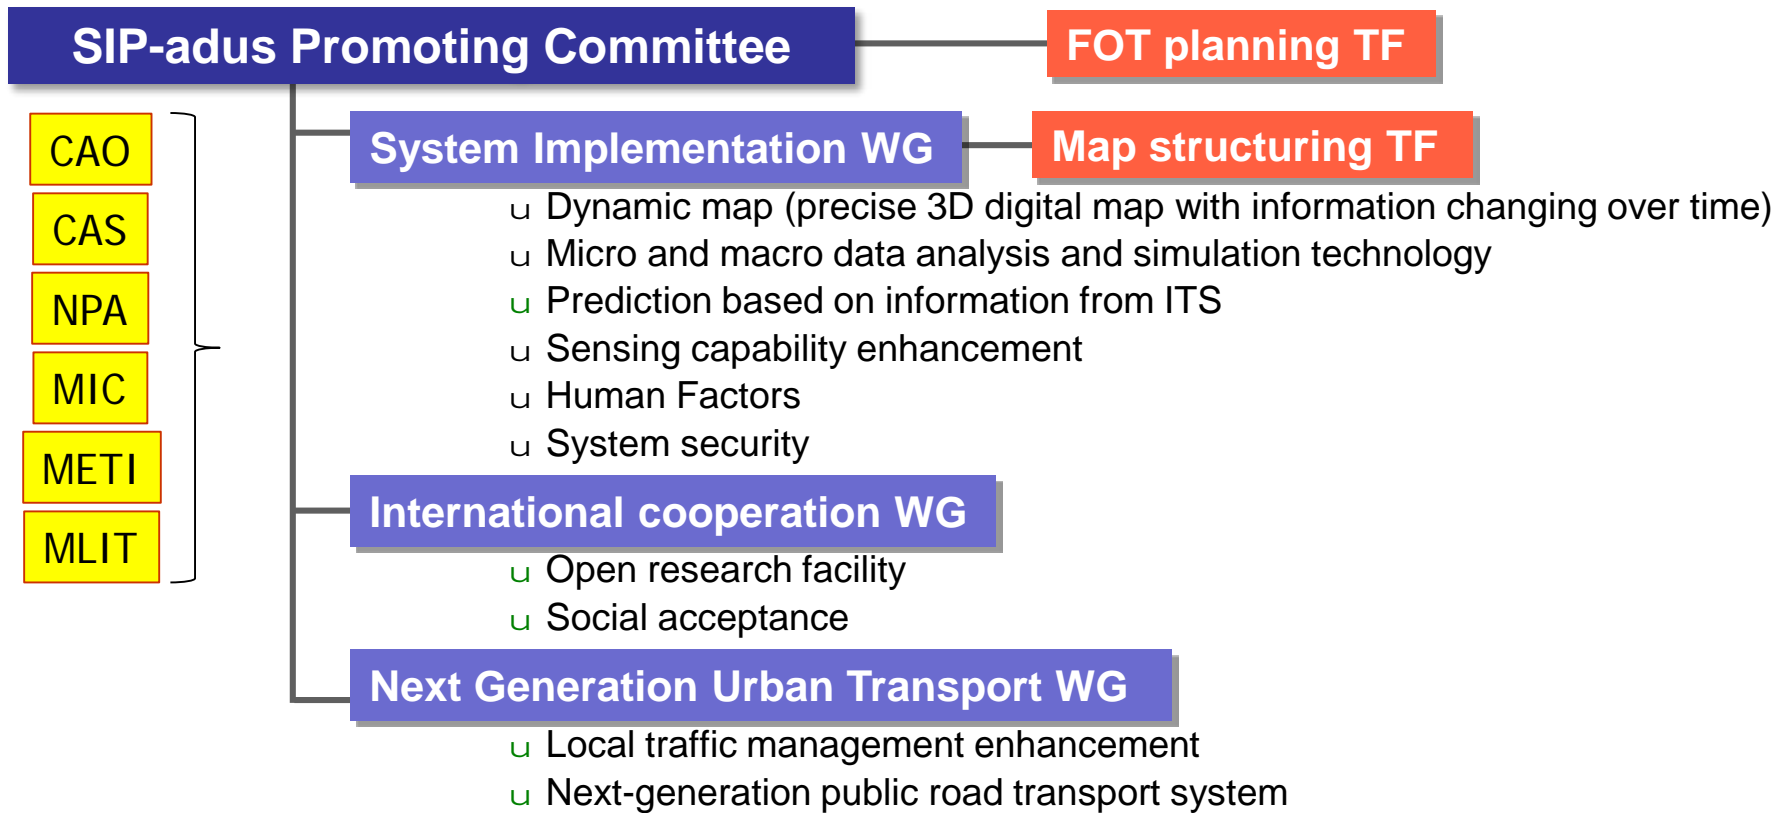 SIP-adus Promoting Committee
FOT planning TF
CAO
CAS
NPA
MIC
METI
MLIT
System Implementation WG
Map structuring TF
u Dynamic map (precise 3D digital map with information changing over time)
u Micro and macro data analysis and simulation technology
u Prediction based on information from ITS
u Sensing capability enhancement
u Human Factors
u System security
International cooperation WG
u Open research facility
u Social acceptance
Next Generation Urban Transport WG
u Local traffic management enhancement
u Next-generation public road transport system